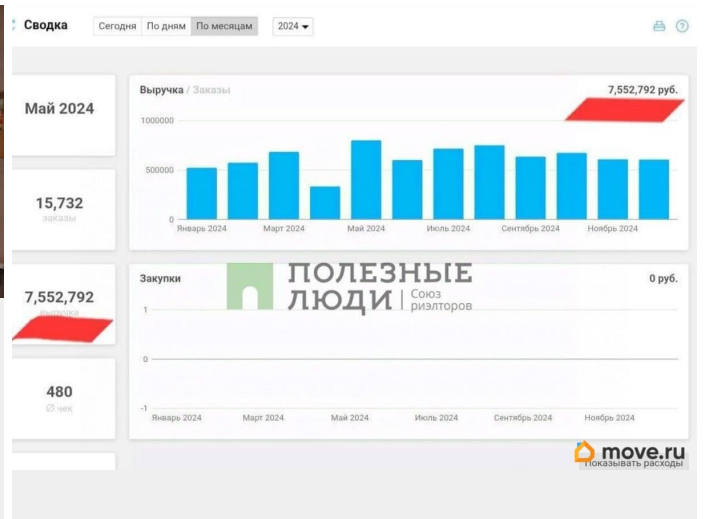 Сводка
Сегодня По дням По месяцам 2024
Май 2024
15,732
заказы
7,552,792
выручка
480
Ø чек
Выручка / Заказы 7,552,792 руб.
1000000
500000
0
Январь 2024 Март 2024 Май 2024 Июль 2024 Сентябрь 2024 Ноябрь 2024
ПОЛЕЗНЫЕ
ЛЮДИ | Союз
риэлторов
Закупки 0 руб.
1
0
-1
Январь 2024 Март 2024 Май 2024 Июль 2024 Сентябрь 2024 Ноябрь 2024
move.ru
Показывать расходы